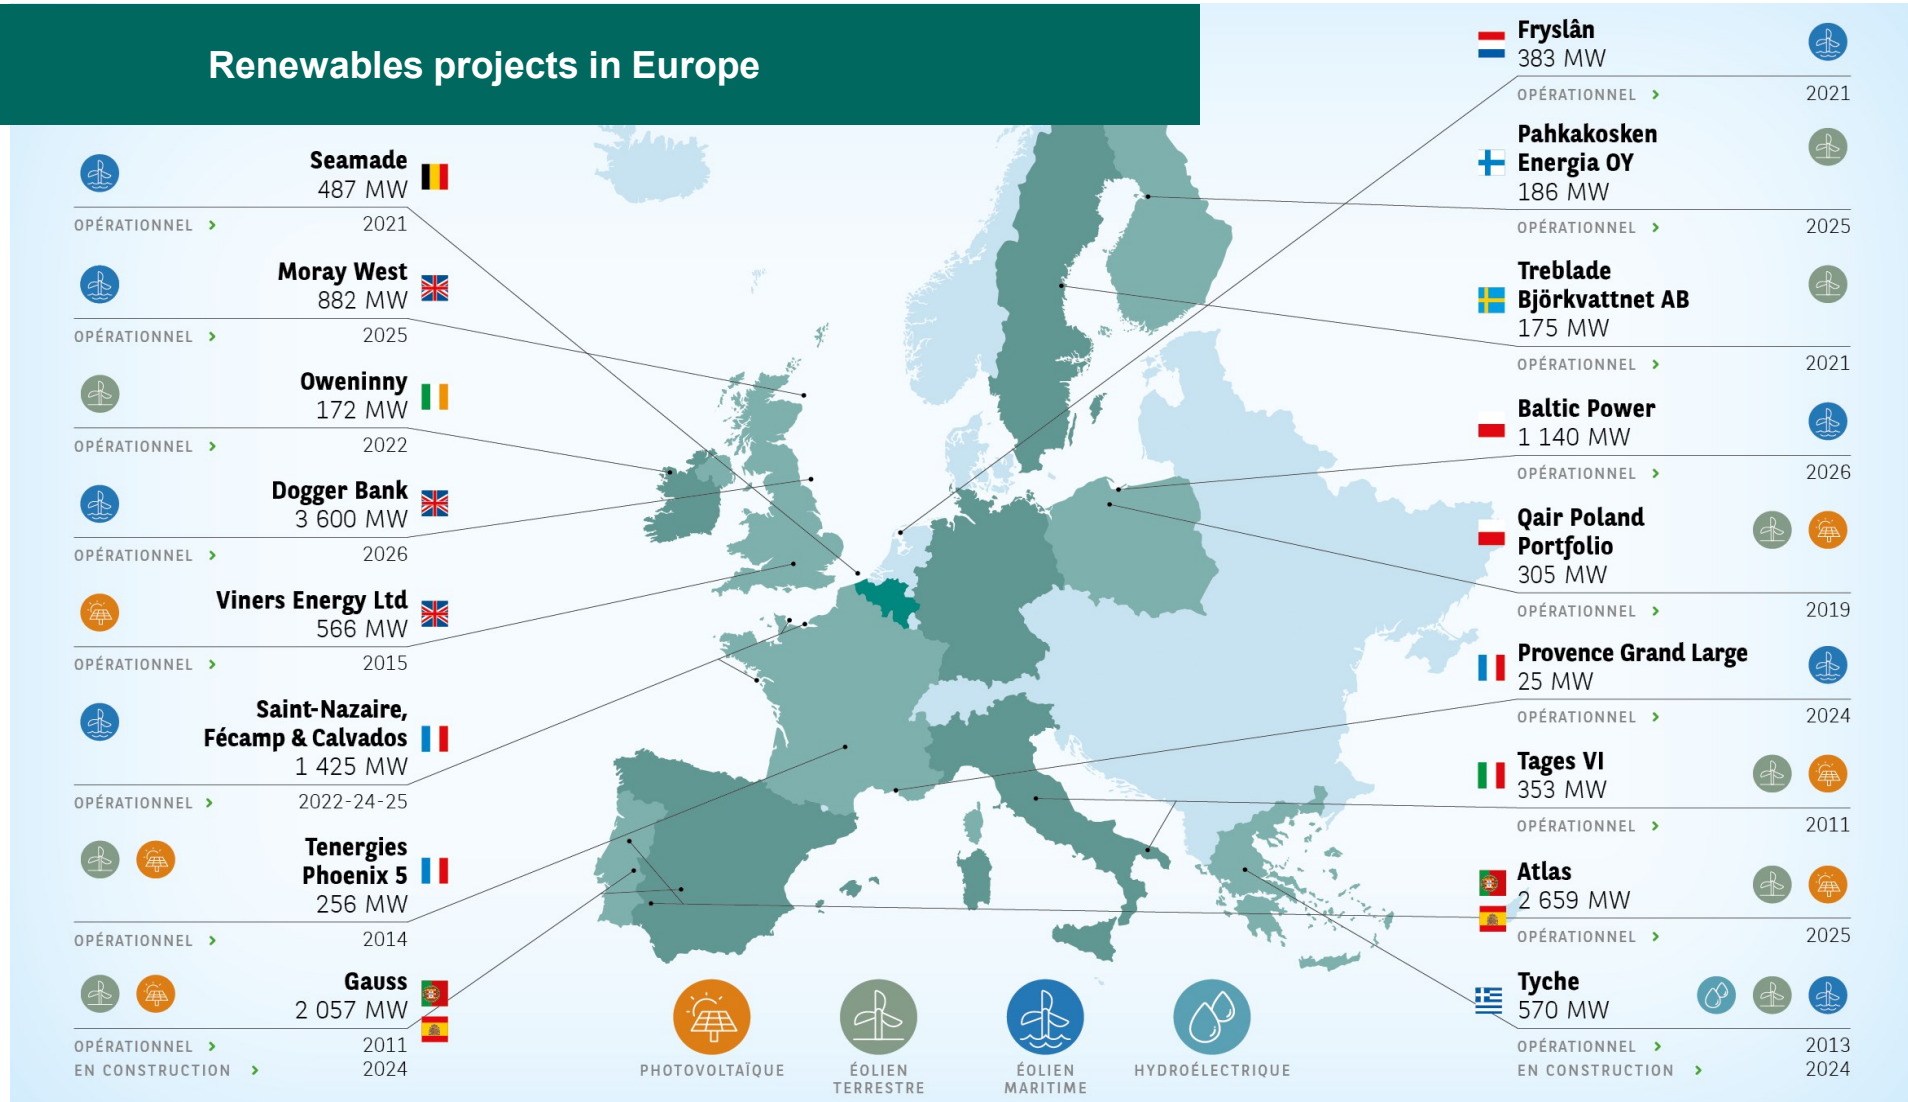 Renewables projects in Europe
Seamade
487 MW
OPÉRATIONNEL > 2021
Moray West
882 MW
OPÉRATIONNEL > 2025
Oweninny
172 MW
OPÉRATIONNEL > 2022
Dogger Bank
3 600 MW
OPÉRATIONNEL > 2026
Viners Energy Ltd
566 MW
OPÉRATIONNEL > 2015
Saint-Nazaire,
Fécamp & Calvados
1 425 MW
OPÉRATIONNEL > 2022-24-25
Tenergies
Phoenix 5
256 MW
OPÉRATIONNEL > 2014
Gauss
2 057 MW
OPÉRATIONNEL > 2011
EN CONSTRUCTION > 2024
Fryslân
383 MW
OPÉRATIONNEL > 2021
Pahkakosken
Energia OY
186 MW
OPÉRATIONNEL > 2025
Treblade
Björkvattnet AB
175 MW
OPÉRATIONNEL > 2021
Baltic Power
1 140 MW
OPÉRATIONNEL > 2026
Qair Poland
Portfolio
305 MW
OPÉRATIONNEL > 2019
Provence Grand Large
25 MW
OPÉRATIONNEL > 2024
Tages VI
353 MW
OPÉRATIONNEL > 2011
Atlas
2 659 MW
OPÉRATIONNEL > 2025
Tyche
570 MW
OPÉRATIONNEL > 2013
EN CONSTRUCTION > 2024
PHOTOVOLTAÏQUE
ÉOLIEN
TERRESTRE
ÉOLIEN
MARITIME
HYDROÉLECTRIQUE